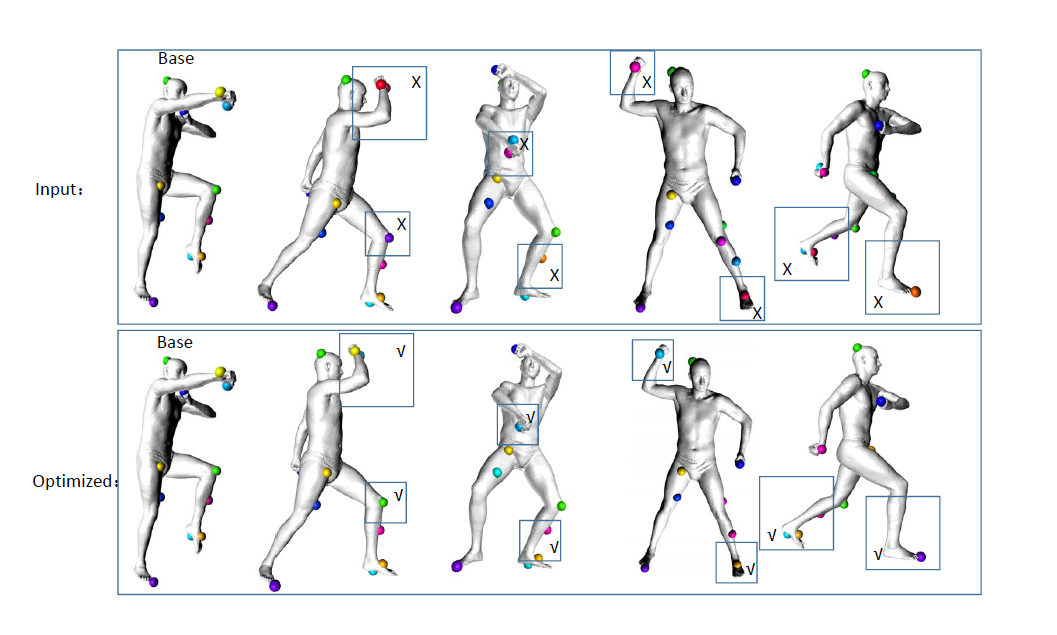 Base
X
X
X
X
X
X
X
X
Input：
Base
√
√
√
√
√
√
√
√
Optimized：